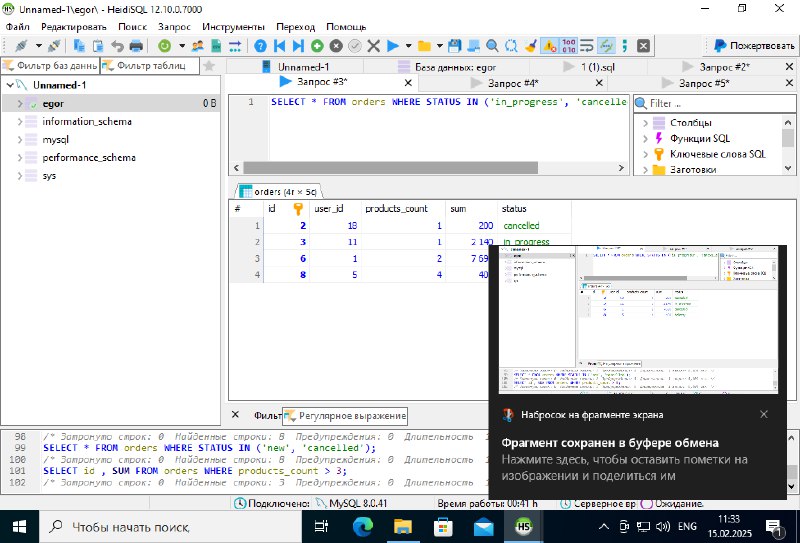 Unnamed-1\egor\ - HeidiSQL 12.10.0.7000
Файл Редактировать Поиск Запрос Инструменты Переход Помощь
Пожертвовать
Фильтр баз данны Фильтр таблиц
Unnamed-1 База данных: egor 1 (1).sql Запрос #2*
Запрос #3* Запрос #4* Запрос #5*
Unnamed-1
egor 0 B
information_schema
mysql
performance_schema
sys
1 SELECT * FROM orders WHERE STATUS IN ('in_progress', 'cancelle
Filter ...
Столбцы
Функции SQL
Ключевые слова SQL
Заготовки
orders (4r × 5c)
# id user_id products_count sum status
1 2 18 1 200 cancelled
2 3 11 1 2 140 in_progress
3 6 1 2 7 69
4 8 5 4 40
Фильт Регулярное выражение
98 /* Затронуто строк: 0 Найденные строки: 8 Предупреждения: 0 Длительность
99 SELECT * FROM orders WHERE STATUS IN ('new', 'cancelled');
100 /* Затронуто строк: 0 Найденные строки: 8 Предупреждения: 0 Длительность
101 SELECT id , SUM FROM orders WHERE products_count > 3;
102 /* Затронуто строк: 0 Найденные строки: 3 Предупреждения: 0 Длительность
Набросок на фрагменте экрана
Фрагмент сохранен в буфере обмена
Нажмите здесь, чтобы оставить пометки на
изображении и поделиться им
Подключено: MySQL 8.0.41 Время работы: 00:41 h Серверное вр Ожидание.
Чтобы начать поиск,
HS
ENG
11:33
15.02.2025
1